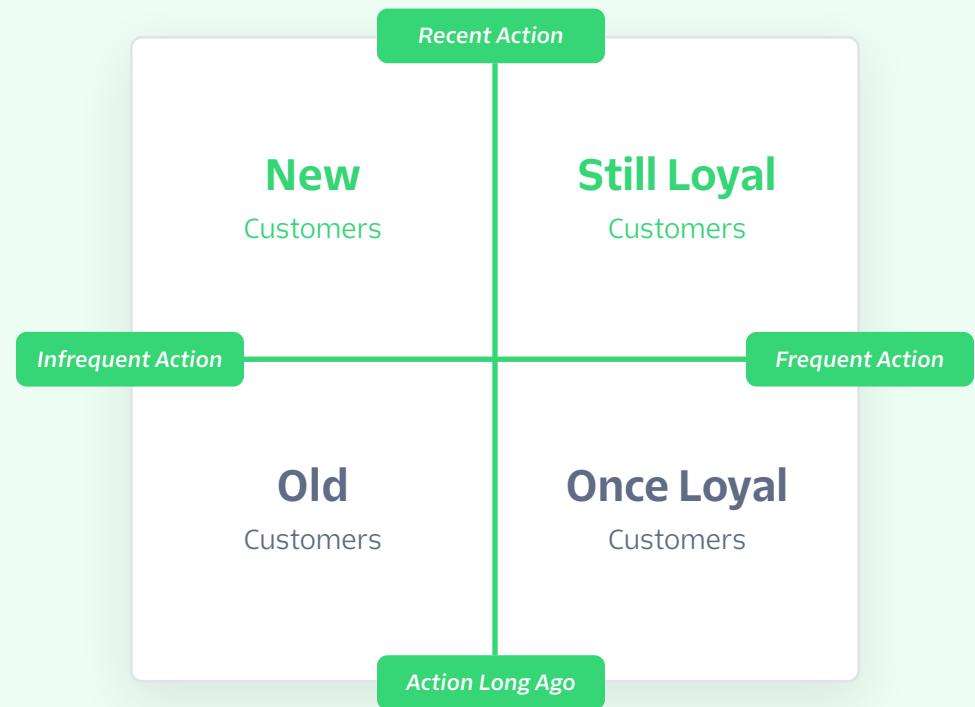 Recent Action
New
Customers
Still Loyal
Customers
Infrequent Action
Frequent Action
Old
Customers
Once Loyal
Customers
Action Long Ago